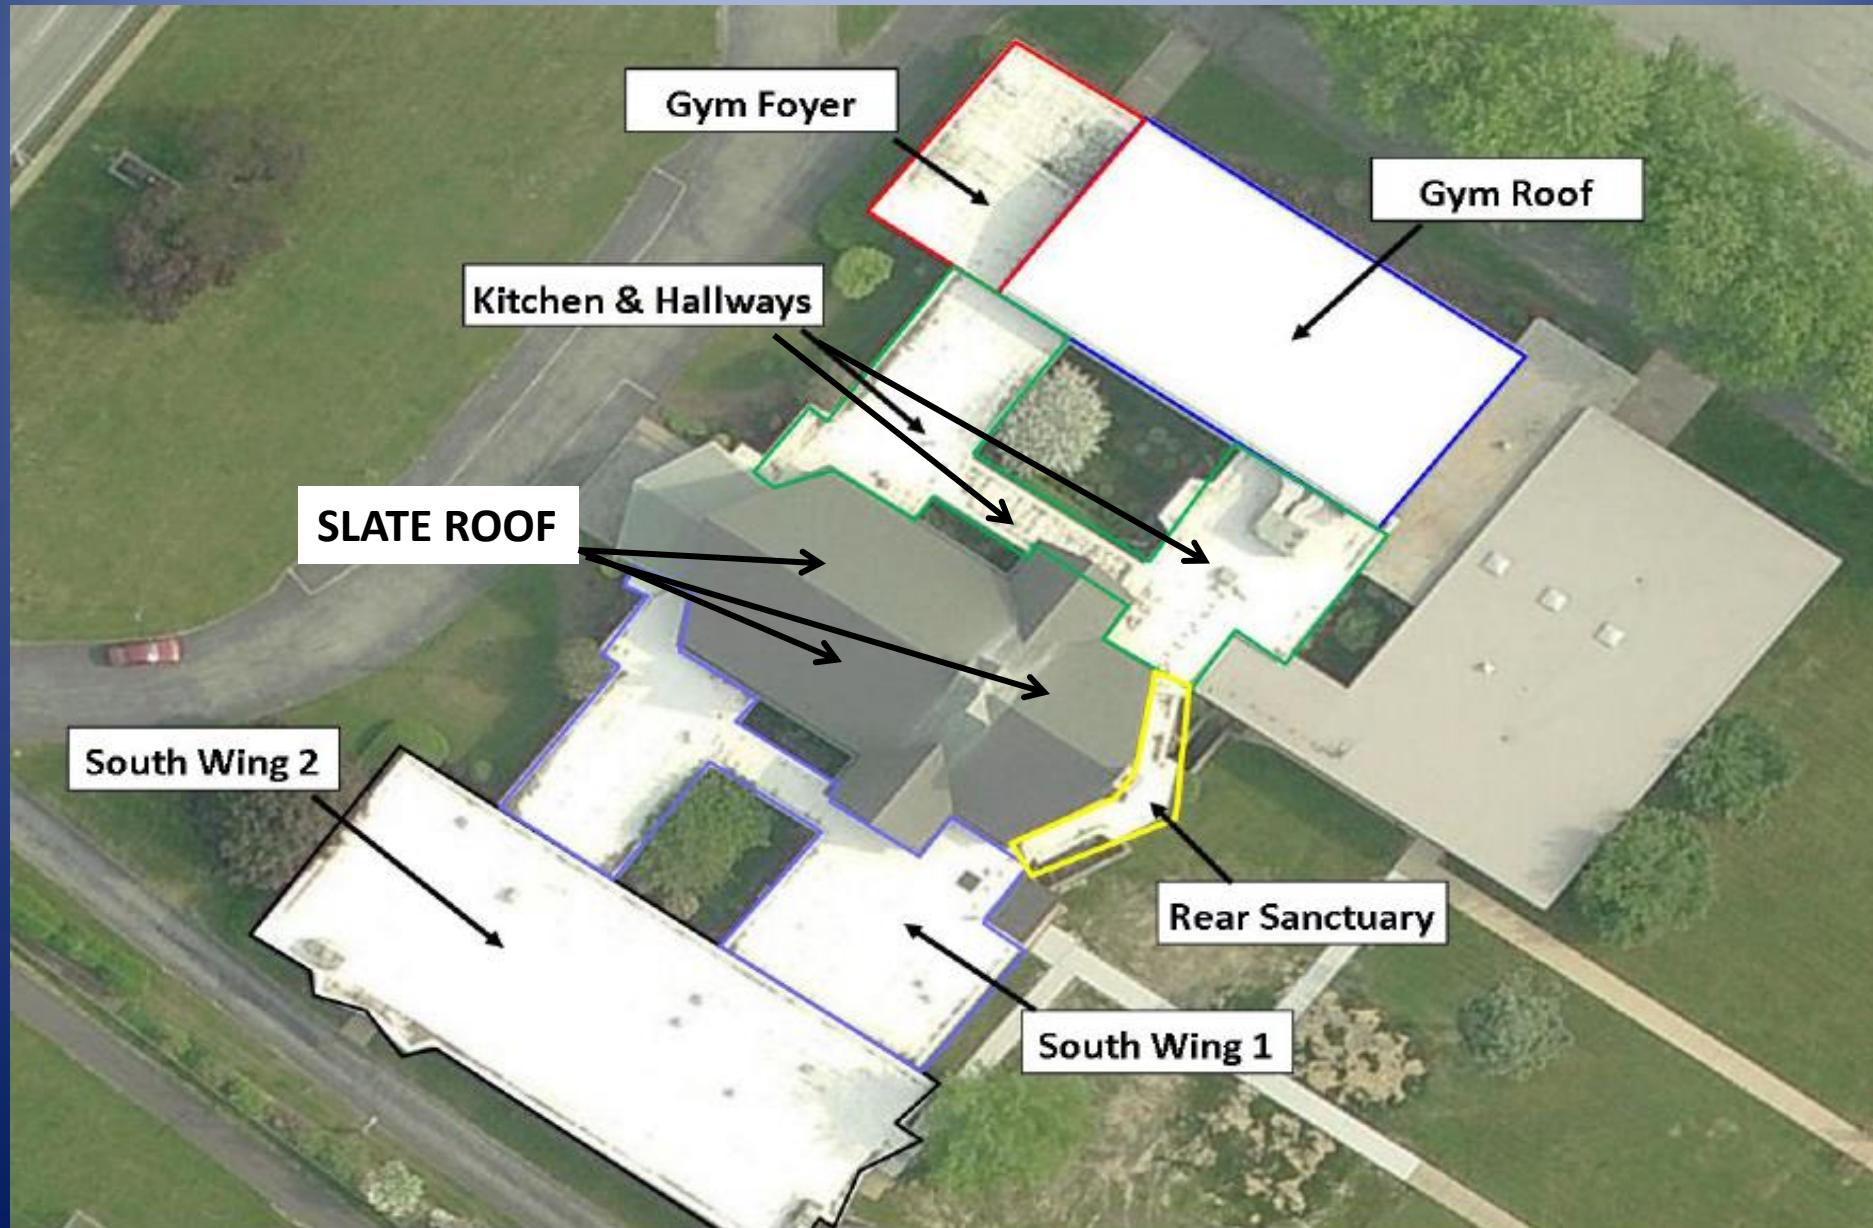 Gym Foyer
Gym Roof
Kitchen & Hallways
SLATE ROOF
South Wing 2
Rear Sanctuary
South Wing 1